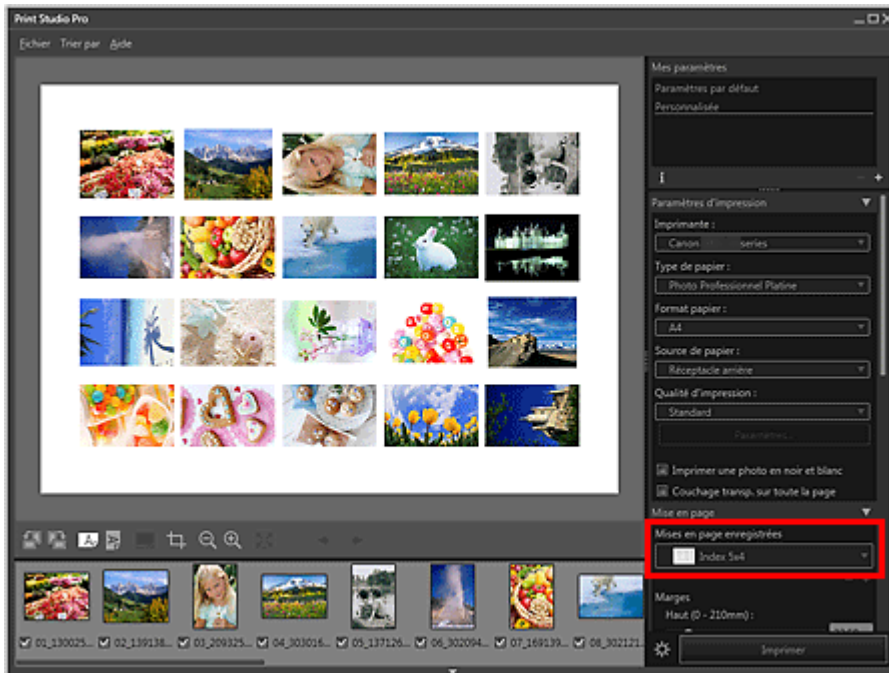 Print Studio Pro
Fichier Trier par Aide
Mes paramètres
Paramètres par défaut
Personnalisée
Paramètres d'impression
Imprimante :
Canon series
Type de papier :
Photo Professionnel Platine
Format papier :
A4
Source de papier :
Réceptacle arrière
Qualité d'impression :
Standard
Paramètres...
Imprimer une photo en noir et blanc
Couchage transp. sur toute la page
Mise en page
Mises en page enregistrées
Index 5x4
Marges
Haut (0 - 210mm) :
Imprimer
01_130025... 02_139138... 03_209325... 04_303016... 05_137126... 06_302094... 07_169139... 08_302121